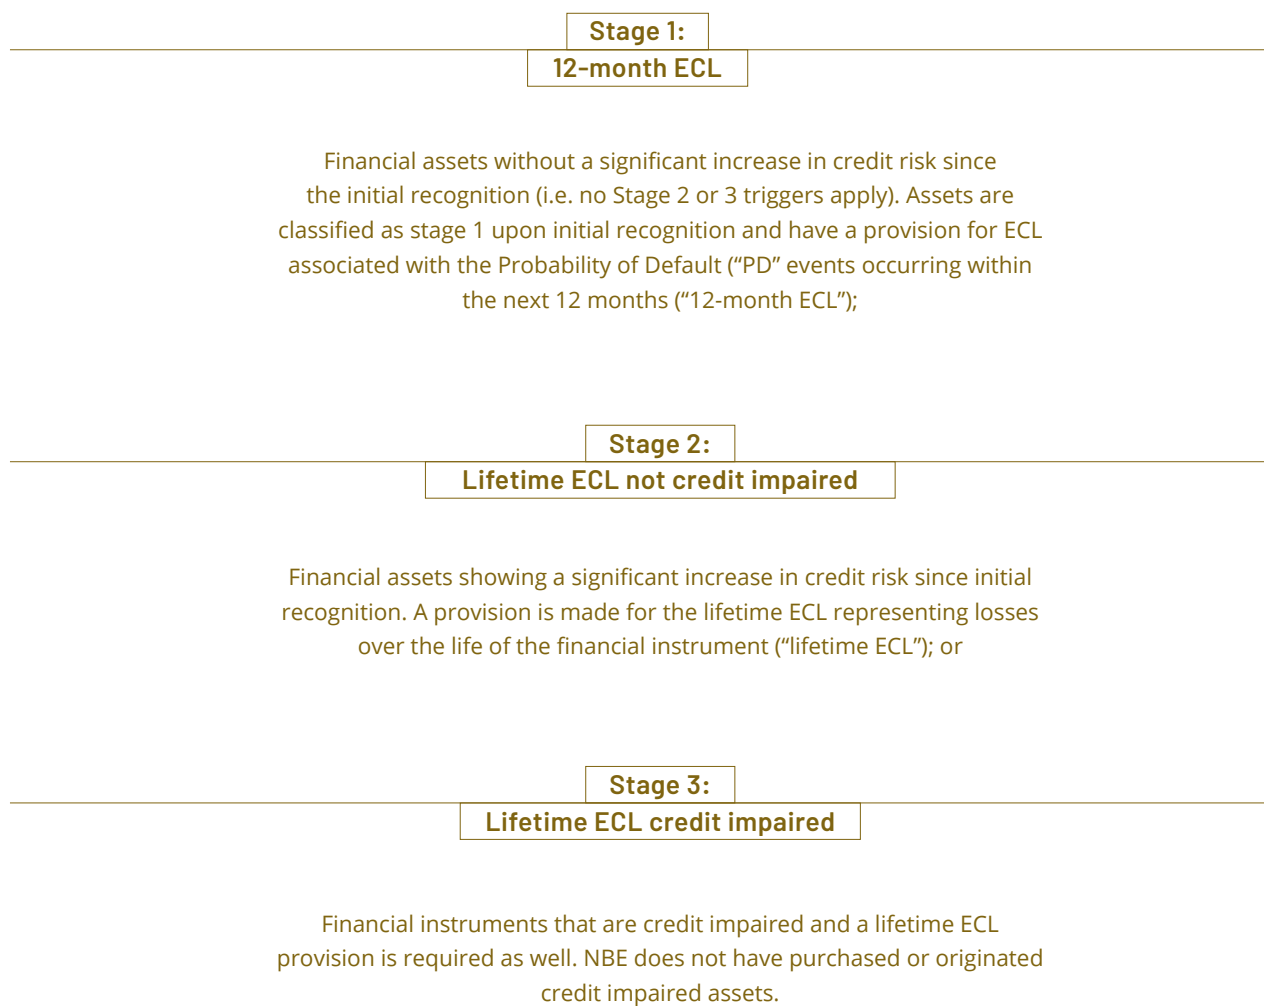 Stage 1:
12-month ECL
Financial assets without a significant increase in credit risk since
the initial recognition (i.e. no Stage 2 or 3 triggers apply). Assets are
classified as stage 1 upon initial recognition and have a provision for ECL
associated with the Probability of Default (“PD” events occurring within
the next 12 months (“12-month ECL”);
Stage 2:
Lifetime ECL not credit impaired
Financial assets showing a significant increase in credit risk since initial
recognition. A provision is made for the lifetime ECL representing losses
over the life of the financial instrument (“lifetime ECL”); or
Stage 3:
Lifetime ECL credit impaired
Financial instruments that are credit impaired and a lifetime ECL
provision is required as well. NBE does not have purchased or originated
credit impaired assets.